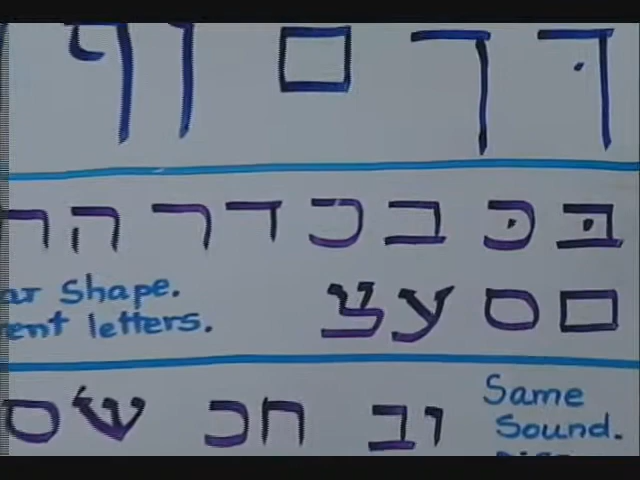 ךּ ך ם ן ף
בּ כּ ב כ ד ר ה ח
ם ס ע צ
ar Shape.
ent letters.
Same
Sound.
ו ב ח כ ש ס